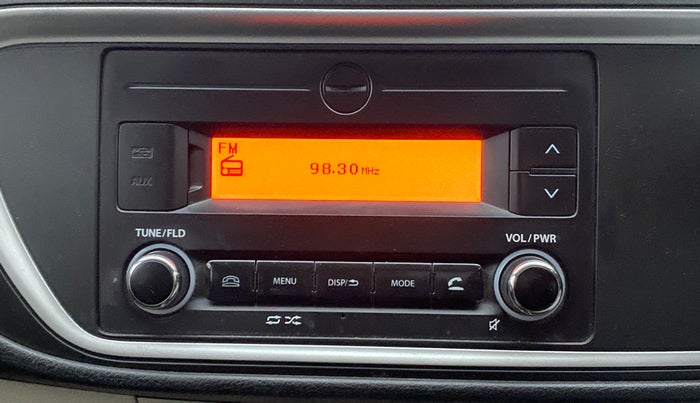 FM
98.30 MHz
AUX
TUNE/FLD
VOL/PWR
MENU
DISP/
MODE